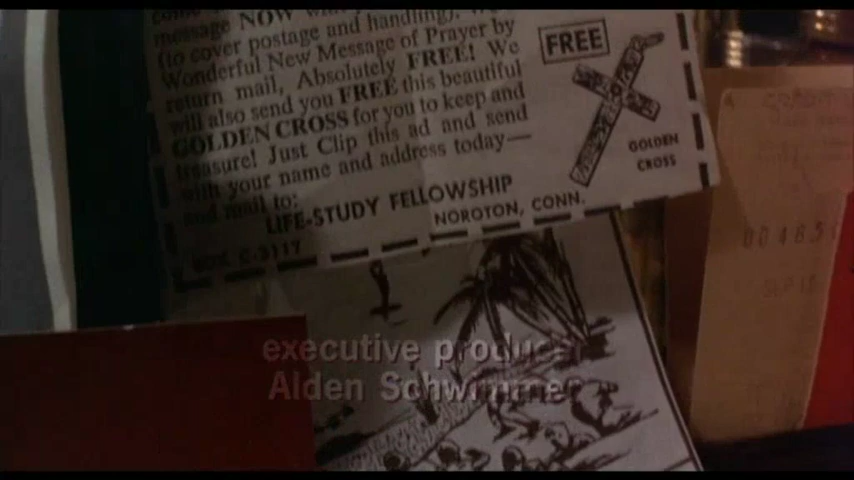 message NOW
(to cover postage and handling).
Wonderful New Message of Prayer by
return mail, Absolutely FREE! We
will also send you FREE this beautiful
GOLDEN CROSS for you to keep and
treasure! Just Clip this ad and send
with your name and address today—
and mail to:
LIFE-STUDY FELLOWSHIP
NOROTON, CONN.
C-3117
FREE
GOLDEN
CROSS
SEP 18
executive producer
Alden Schwimmer